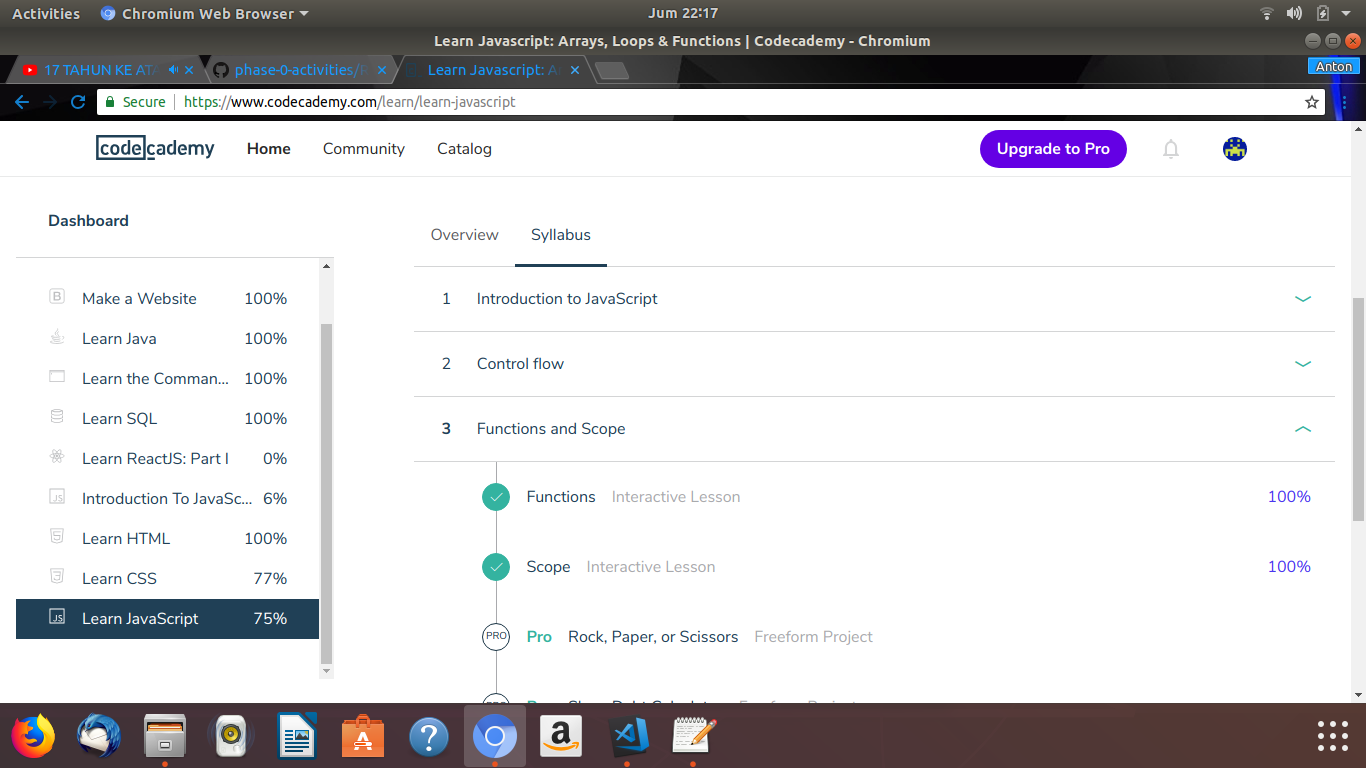 Activities Chromium Web Browser Jum 22:17
Learn Javascript: Arrays, Loops & Functions | Codecademy - Chromium
17 TAHUN KE ATA phase-0-activities/ Learn Javascript: A Anton
Secure https://www.codecademy.com/learn/learn-javascript
codecademy Home Community Catalog Upgrade to Pro
Dashboard
Make a Website 100%
Learn Java 100%
Learn the Comman... 100%
Learn SQL 100%
Learn ReactJS: Part I 0%
Introduction To JavaSc... 6%
Learn HTML 100%
Learn CSS 77%
Learn JavaScript 75%
Overview Syllabus
1 Introduction to JavaScript
2 Control flow
3 Functions and Scope
Functions Interactive Lesson 100%
Scope Interactive Lesson 100%
PRO Pro Rock, Paper, or Scissors Freeform Project